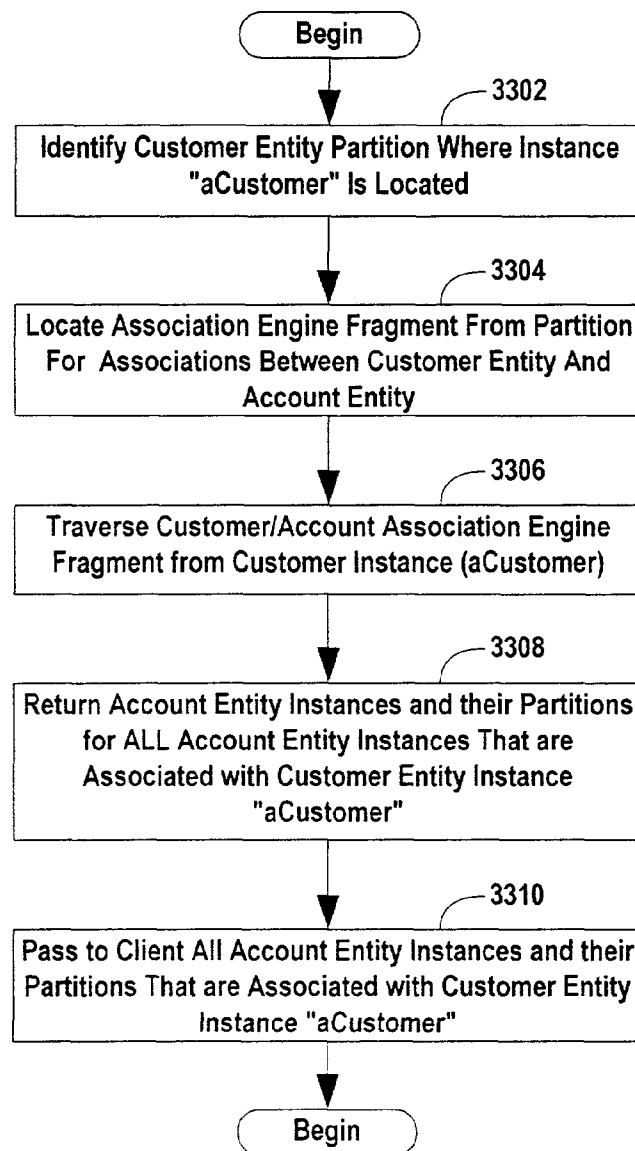 Begin
3302
Identify Customer Entity Partition Where Instance
"aCustomer" Is Located
3304
Locate Association Engine Fragment From Partition
For Associations Between Customer Entity And
Account Entity
3306
Traverse Customer/Account Association Engine
Fragment from Customer Instance (aCustomer)
3308
Return Account Entity Instances and their Partitions
for ALL Account Entity Instances That are
Associated with Customer Entity Instance
"aCustomer"
3310
Pass to Client All Account Entity Instances and their
Partitions That are Associated with Customer Entity
Instance "aCustomer"
Begin